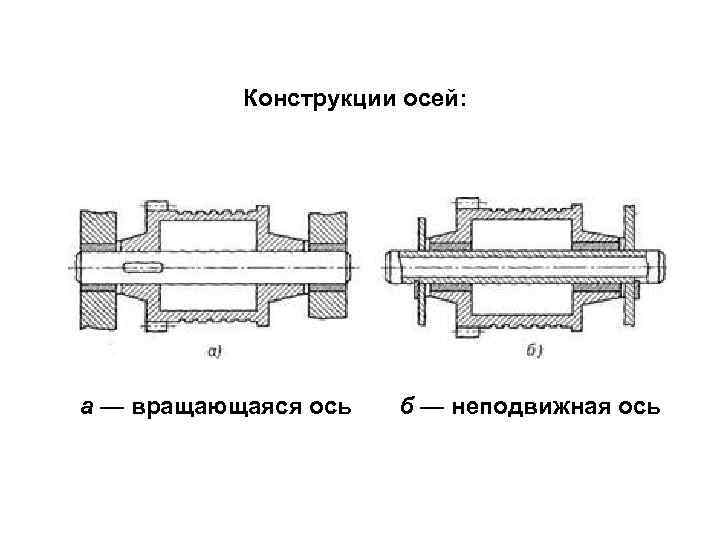 Конструкции осей:
а) б)
а — вращающаяся ось б — неподвижная ось